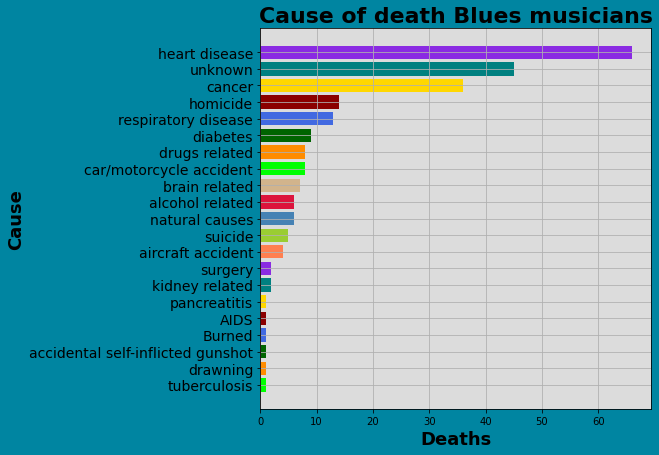 Cause of death Blues musicians
Cause
heart disease
unknown
cancer
homicide
respiratory disease
diabetes
drugs related
car/motorcycle accident
brain related
alcohol related
natural causes
suicide
aircraft accident
surgery
kidney related
pancreatitis
AIDS
Burned
accidental self-inflicted gunshot
drawning
tuberculosis
0 10 20 30 40 50 60
Deaths